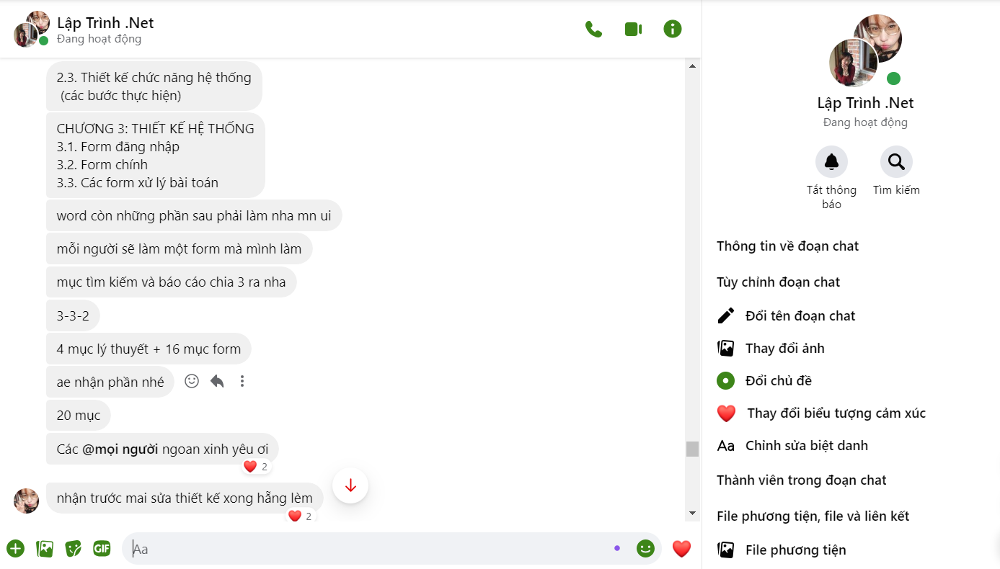 Lập Trình .Net
Đang hoạt động
2.3. Thiết kế chức năng hệ thống
(các bước thực hiện)
CHƯƠNG 3: THIẾT KẾ HỆ THỐNG
3.1. Form đăng nhập
3.2. Form chính
3.3. Các form xử lý bài toán
word còn những phần sau phải làm nha mn ui
mỗi người sẽ làm một form mà mình làm
mục tìm kiếm và báo cáo chia 3 ra nha
3-3-2
4 mục lý thuyết + 16 mục form
ae nhận phần nhé
20 mục
Các @mọi người ngoan xinh yêu ơi
2
nhận trước mai sửa thiết kế xong hẵng lèm
2
GIF
Aa
Lập Trình .Net
Đang hoạt động
Tắt thông
báo
Tìm kiếm
Thông tin về đoạn chat
Tùy chỉnh đoạn chat
Đổi tên đoạn chat
Thay đổi ảnh
Đổi chủ đề
Thay đổi biểu tượng cảm xúc
Aa Chỉnh sửa biệt danh
Thành viên trong đoạn chat
File phương tiện, file và liên kết
File phương tiện